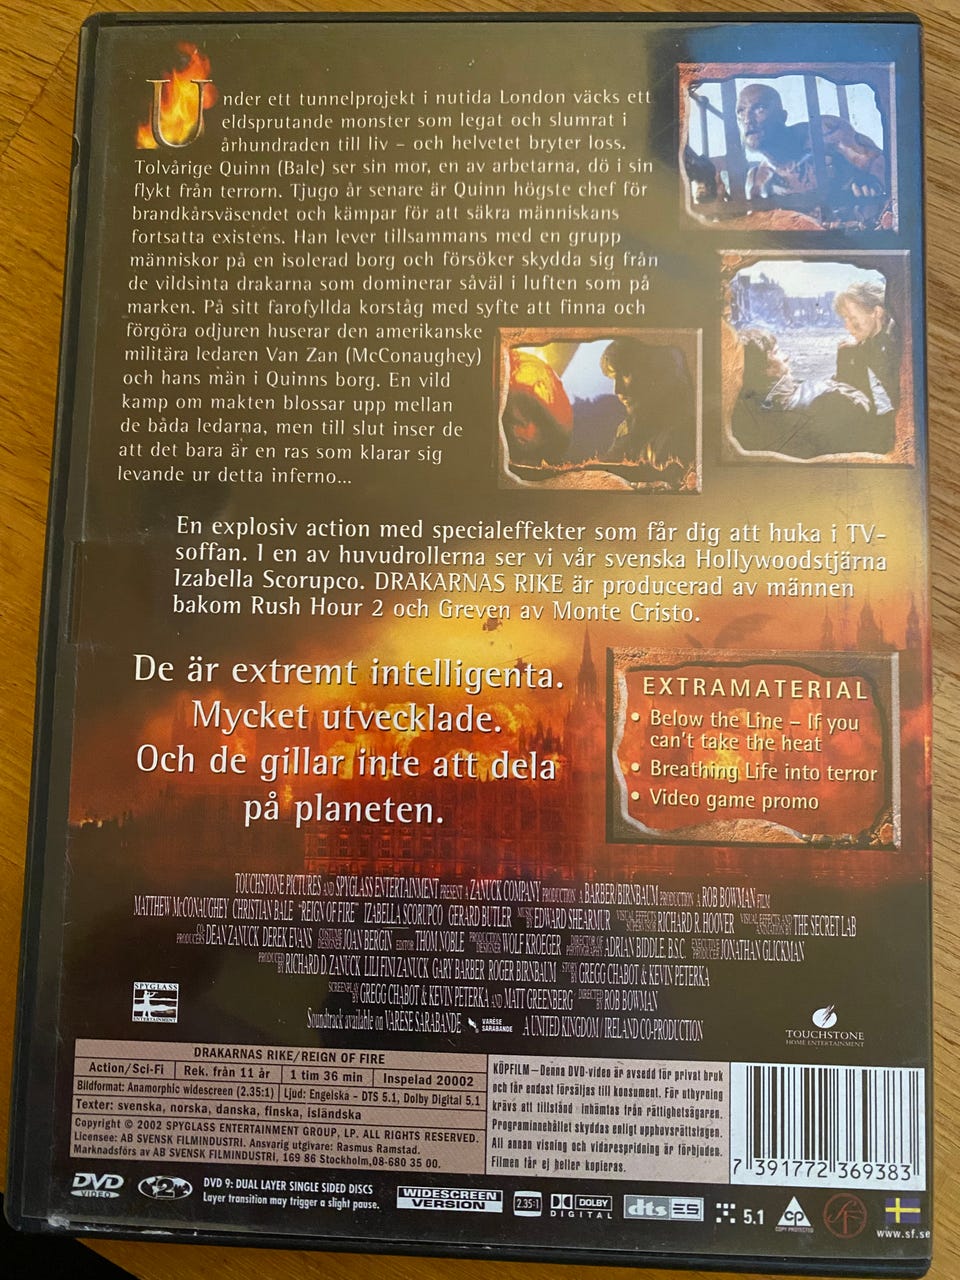 Under ett tunnelprojekt i nutida London väcks ett
eldsprutande monster som legat och slumrat i
århundraden till liv – och helvetet bryter loss.
Tolvårige Quinn (Bale) ser sin mor, en av arbetarna, dö i sin
flykt från terrorn. Tjugo år senare är Quinn högste chef för
brandkårsväsendet och kämpar för att säkra människans
fortsatta existens. Han lever tillsammans med en grupp
människor på en isolerad borg och försöker skydda sig från
de vildsinta drakarna som dominerar såväl i luften som på
marken. På sitt farofyllda korståg med syfte att finna och
förgöra odjuren huserar den amerikanske
militära ledaren Van Zan (McConaughey)
och hans män i Quinns borg. En vild
kamp om makten blossar upp mellan
de båda ledarna, men till slut inser de
att det bara är en ras som klarar sig
levande ur detta inferno...
En explosiv action med specialeffekter som får dig att huka i TV-
soffan. I en av huvudrollerna ser vi vår svenska Hollywoodstjärna
Izabella Scorupco. DRAKARNAS RIKE är producerad av männen
bakom Rush Hour 2 och Greven av Monte Cristo.
De är extremt intelligenta.
Mycket utvecklade.
Och de gillar inte att dela
på planeten.
EXTRAMATERIAL
• Below the Line – If you
can't take the heat
• Breathing Life into terror
• Video game promo
TOUCHSTONE PICTURES AND SPYGLASS ENTERTAINMENT PRESENT A ZANUCK COMPANY PRODUCTION A BARBER/BIRNBAUM PRODUCTION A ROB BOWMAN FILM
MATTHEW McCONAUGHEY CHRISTIAN BALE "REIGN OF FIRE" IZABELLA SCORUPCO GERARD BUTLER MUSIC BY EDWARD SHEARMUR VISUAL EFFECTS SUPERVISOR RICHARD R. HOOVER VISUAL EFFECTS AND ANIMATION BY THE SECRET LAB
CO-PRODUCERS DEAN ZANUCK DEREK EVANS COSTUME DESIGNER JOAN BERGIN EDITOR THOM NOBLE PRODUCTION DESIGNER WOLF KROEGER DIRECTOR OF PHOTOGRAPHY ADRIAN BIDDLE, B.S.C. EXECUTIVE PRODUCER JONATHAN GLICKMAN
PRODUCED BY RICHARD D. ZANUCK LILI FINI ZANUCK GARY BARBER ROGER BIRNBAUM STORY BY GREGG CHABOT & KEVIN PETERKA
SCREENPLAY BY GREGG CHABOT & KEVIN PETERKA AND MATT GREENBERG DIRECTED BY ROB BOWMAN
Soundtrack available on VARÈSE SARABANDE VARÈSE SARABANDE A UNITED KINGDOM / IRELAND CO-PRODUCTION
SPYGLASS
ENTERTAINMENT
TOUCHSTONE
HOME ENTERTAINMENT
DRAKARNAS RIKE/REIGN OF FIRE
Action/Sci-Fi Rek. från 11 år 1 tim 36 min Inspelad 20002
Bildformat: Anamorphic widescreen (2.35:1) Ljud: Engelska – DTS 5.1, Dolby Digital 5.1
Texter: svenska, norska, danska, finska, isländska
Copyright © 2002 SPYGLASS ENTERTAINMENT GROUP, LP. ALL RIGHTS RESERVED.
Licensee: AB SVENSK FILMINDUSTRI. Ansvarig utgivare: Rasmus Ramstad.
Marknadsförs av AB SVENSK FILMINDUSTRI, 169 86 Stockholm,08-680 35 00.
KÖPFILM – Denna DVD-video är avsedd för privat bruk
och får endast försäljas till konsument. För uthyrning
krävs att tillstånd inhämtas från rättighetsägaren.
Programinnehållet skyddas enligt upphovsrättslagen.
All annan visning och vidarespridning är förbjuden.
Filmen får ej heller kopieras.
7 391772 369383
DVD
VIDEO
2
DVD 9: DUAL LAYER SINGLE SIDED DISCS
Layer transition may trigger a slight pause.
WIDESCREEN
VERSION
2.35:1
DOLBY
DIGITAL
dts ES
5.1
CP
COPY PROTECTED
SF
www.sf.se